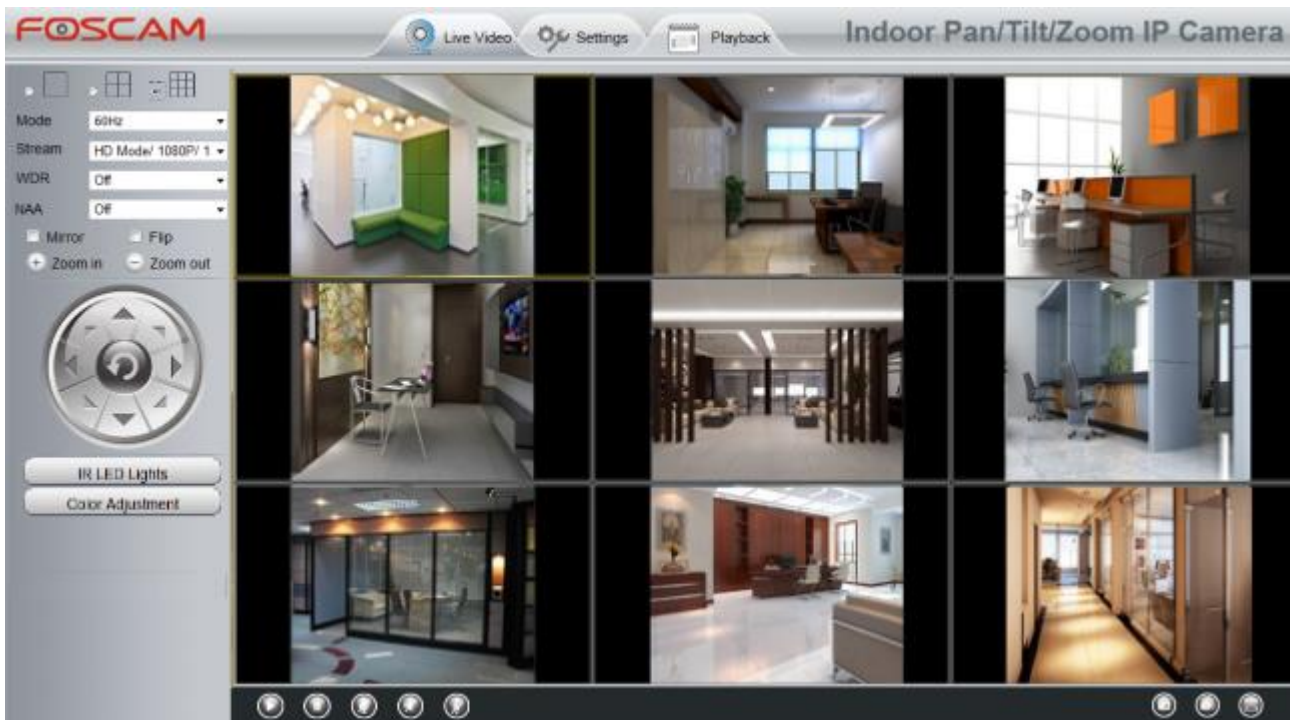 FOSCAM
Live Video
Settings
Playback
Indoor Pan/Tilt/Zoom IP Camera
Mode 60Hz
Stream HD Mode/ 1080P/ 1
WDR Off
NAA Off
Mirror Flip
Zoom in Zoom out
IR LED Lights
Color Adjustment